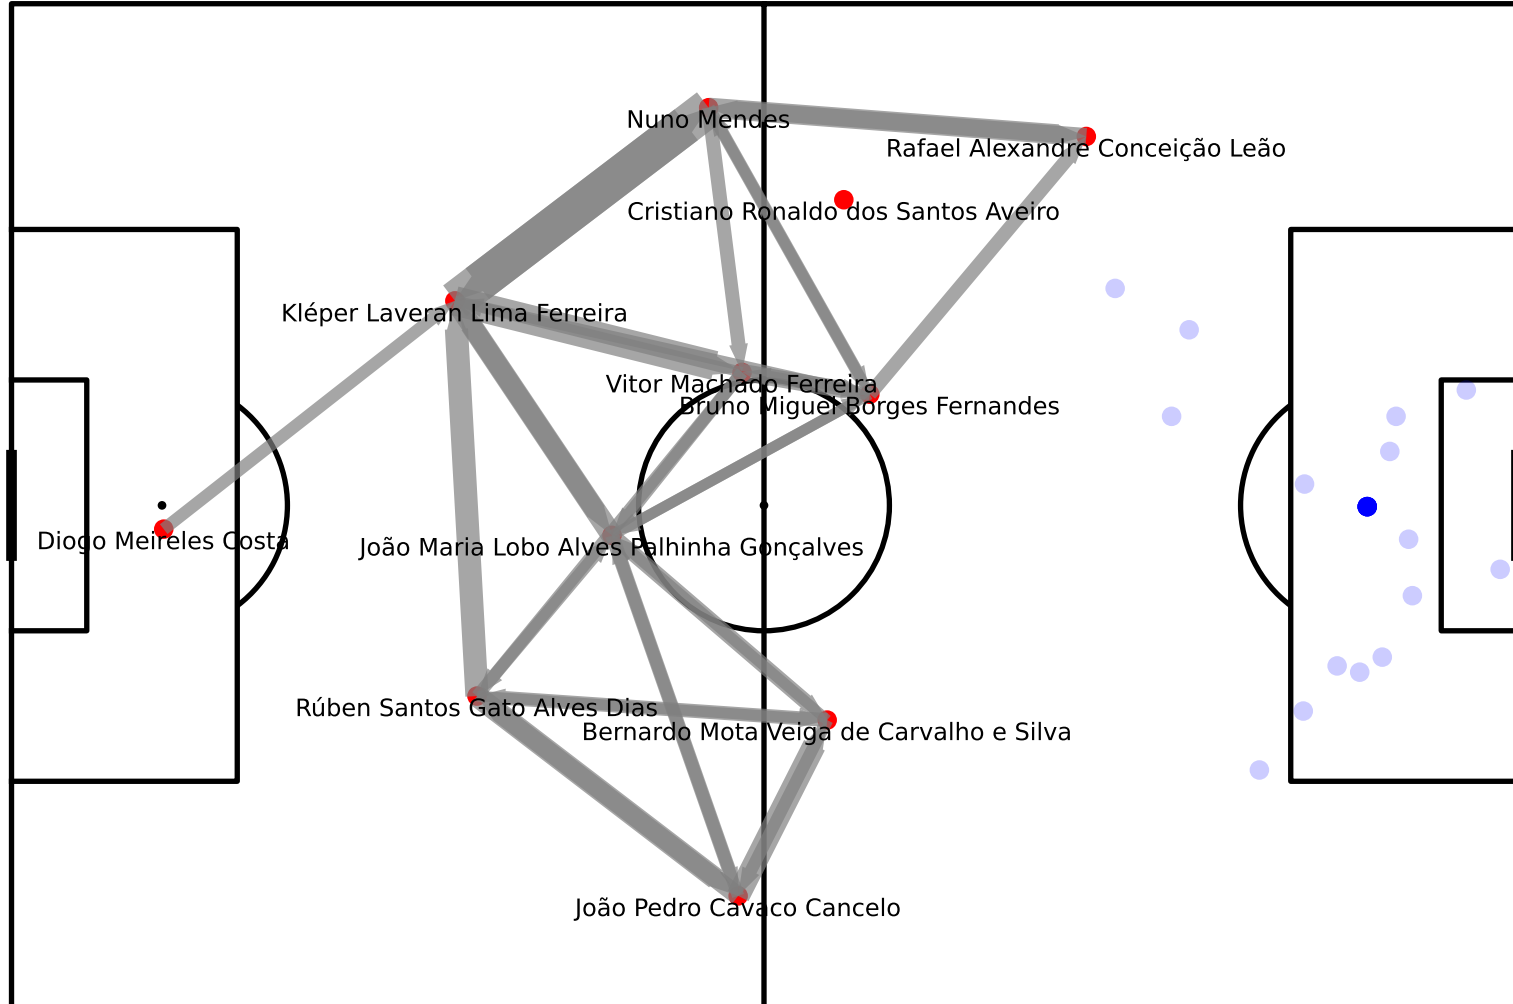 Nuno Mendes
Rafael Alexandre Conceição Leão
Cristiano Ronaldo dos Santos Aveiro
Kléper Laveran Lima Ferreira
Vitor Machado Ferreira
Bruno Miguel Borges Fernandes
Diogo Meireles Costa
João Maria Lobo Alves Palhinha Gonçalves
Rúben Santos Gato Alves Dias
Bernardo Mota Veiga de Carvalho e Silva
João Pedro Cavaco Cancelo